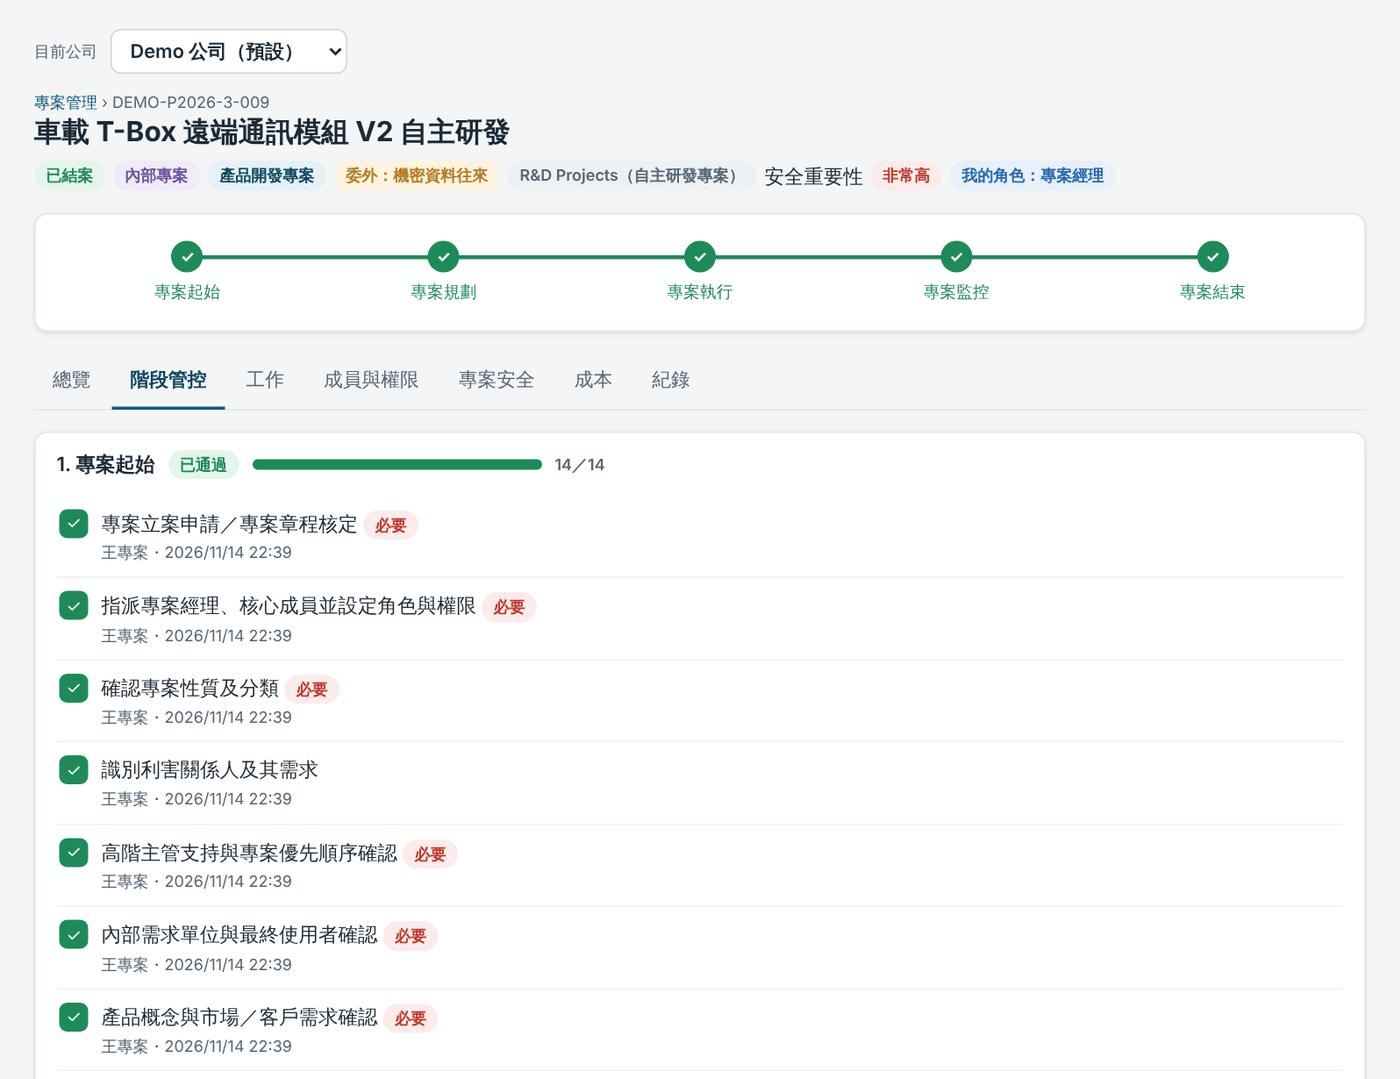 目前公司 Demo 公司（預設）
專案管理 › DEMO-P2026-3-009
車載 T-Box 遠端通訊模組 V2 自主研發
已結案 內部專案 產品開發專案 委外：機密資料往來 R&D Projects（自主研發專案） 安全重要性 非常高 我的角色：專案經理
專案起始 專案規劃 專案執行 專案監控 專案結束
總覽 階段管控 工作 成員與權限 專案安全 成本 紀錄
1. 專案起始 已通過 14／14
專案立案申請／專案章程核定 必要
王專案・2026/11/14 22:39
指派專案經理、核心成員並設定角色與權限 必要
王專案・2026/11/14 22:39
確認專案性質及分類 必要
王專案・2026/11/14 22:39
識別利害關係人及其需求
王專案・2026/11/14 22:39
高階主管支持與專案優先順序確認 必要
王專案・2026/11/14 22:39
內部需求單位與最終使用者確認 必要
王專案・2026/11/14 22:39
產品概念與市場／客戶需求確認 必要
王專案・2026/11/14 22:39